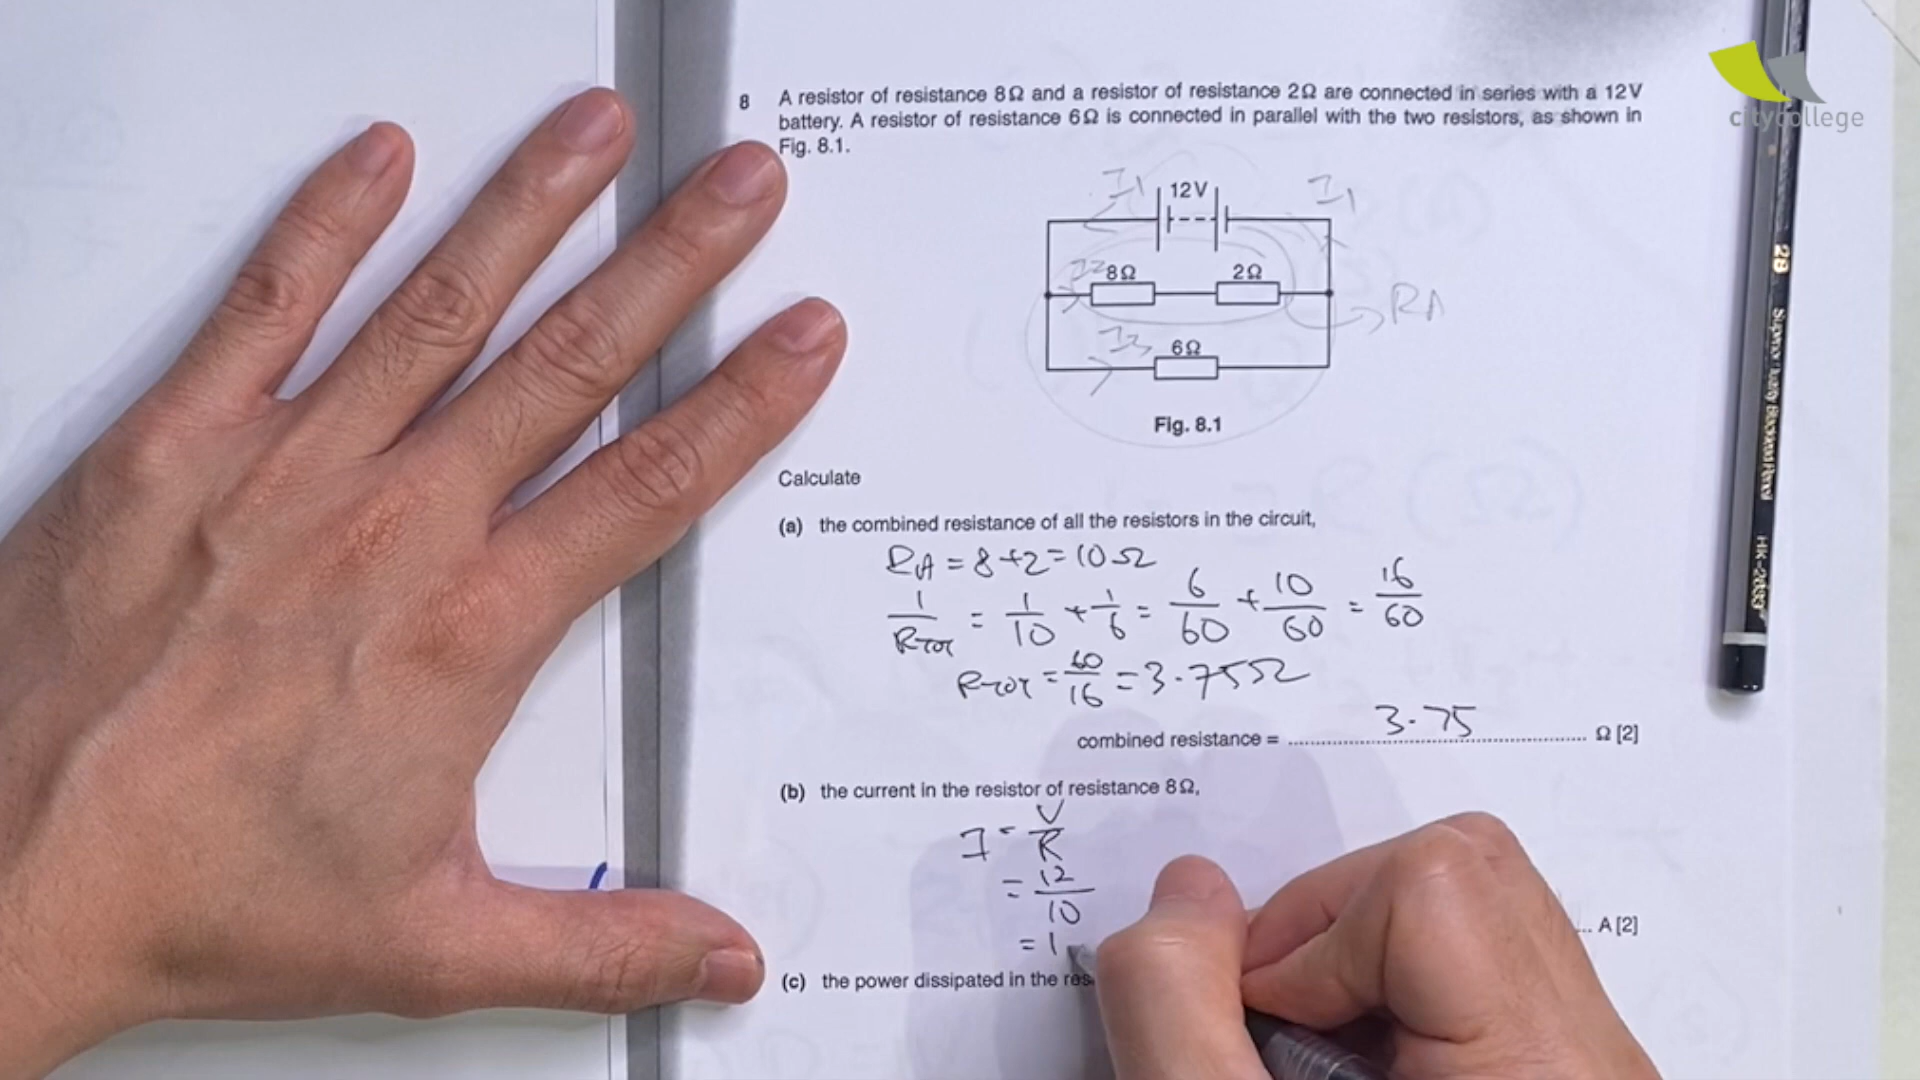 citycollege
8 A resistor of resistance 8Ω and a resistor of resistance 2Ω are connected in series with a 12V
battery. A resistor of resistance 6Ω is connected in parallel with the two resistors, as shown in
Fig. 8.1.
I1 12V I1
I2 8Ω 2Ω
RA
I3 6Ω
Fig. 8.1
Calculate
(a) the combined resistance of all the resistors in the circuit,
RA = 8+2 = 10Ω
1/RTOT = 1/10 + 1/6 = 6/60 + 10/60 = 16/60
RTOT = 60/16 = 3.75Ω
combined resistance = 3.75 Ω [2]
(b) the current in the resistor of resistance 8Ω,
I = V/R
= 12/10
= 1
A [2]
(c) the power dissipated in the res
2B
HK-2603